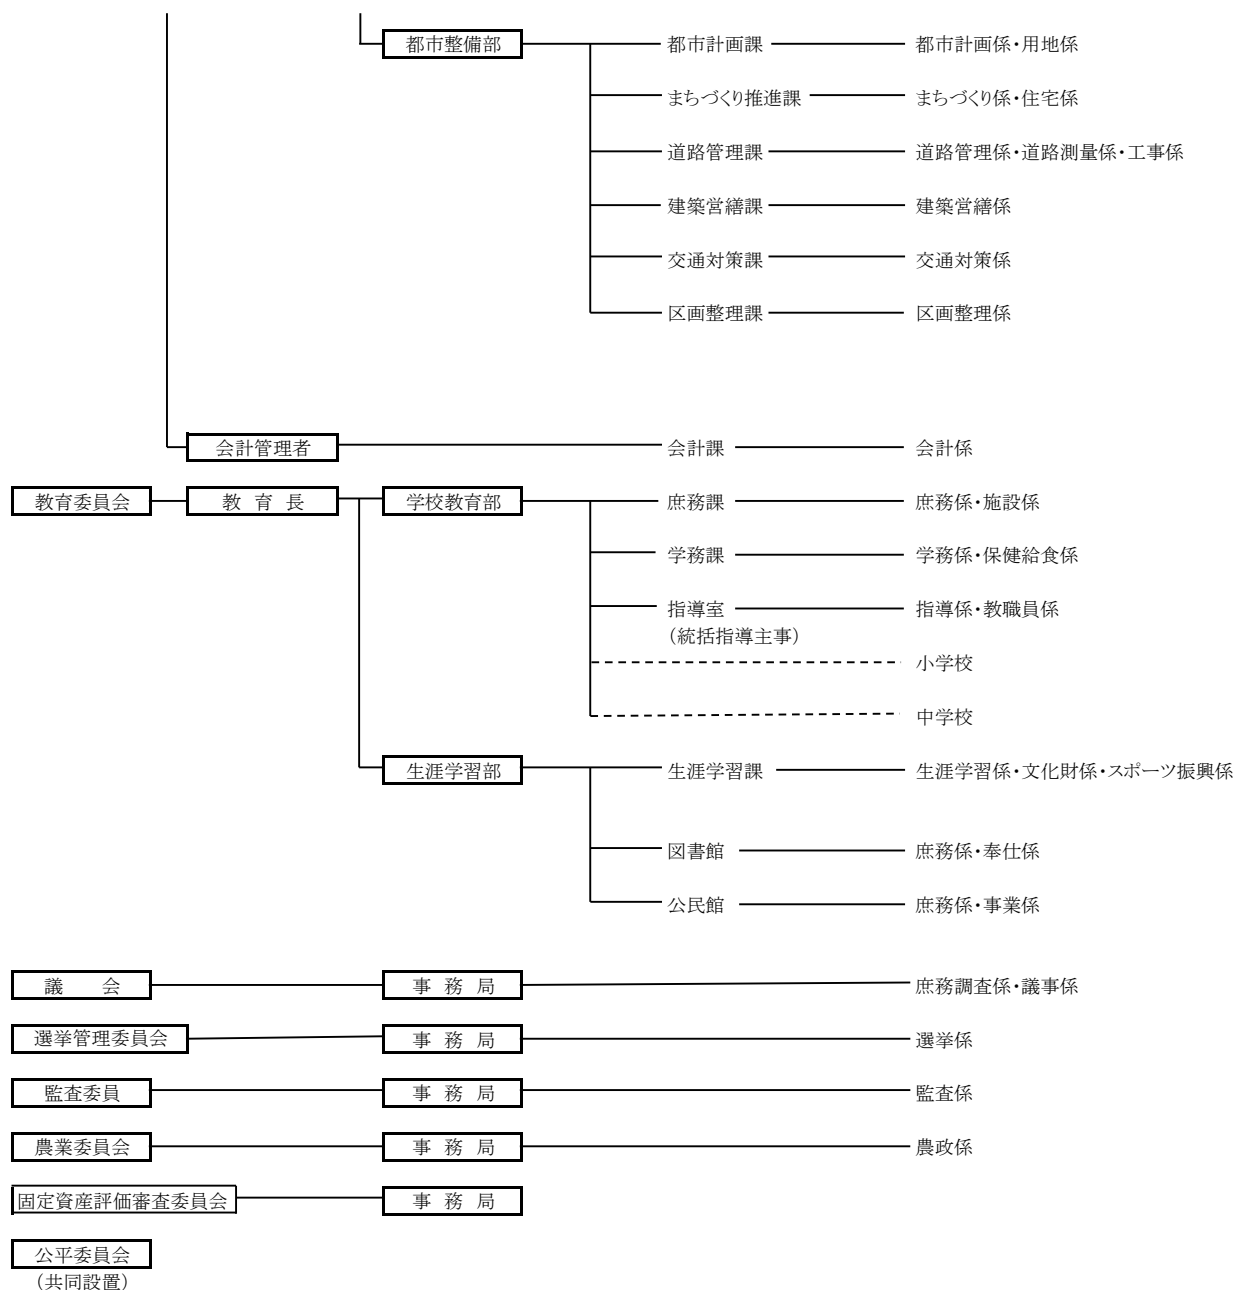 都市整備部 都市計画課 都市計画係・用地係
まちづくり推進課 まちづくり係・住宅係
道路管理課 道路管理係・道路測量係・工事係
建築営繕課 建築営繕係
交通対策課 交通対策係
区画整理課 区画整理係
会計管理者 会計課 会計係
教育委員会 教育長 学校教育部 庶務課 庶務係・施設係
学務課 学務係・保健給食係
指導室 指導係・教職員係
（統括指導主事）
小学校
中学校
生涯学習部 生涯学習課 生涯学習係・文化財係・スポーツ振興係
図書館 庶務係・奉仕係
公民館 庶務係・事業係
議会 事務局 庶務調査係・議事係
選挙管理委員会 事務局 選挙係
監査委員 事務局 監査係
農業委員会 事務局 農政係
固定資産評価審査委員会 事務局
公平委員会
（共同設置）